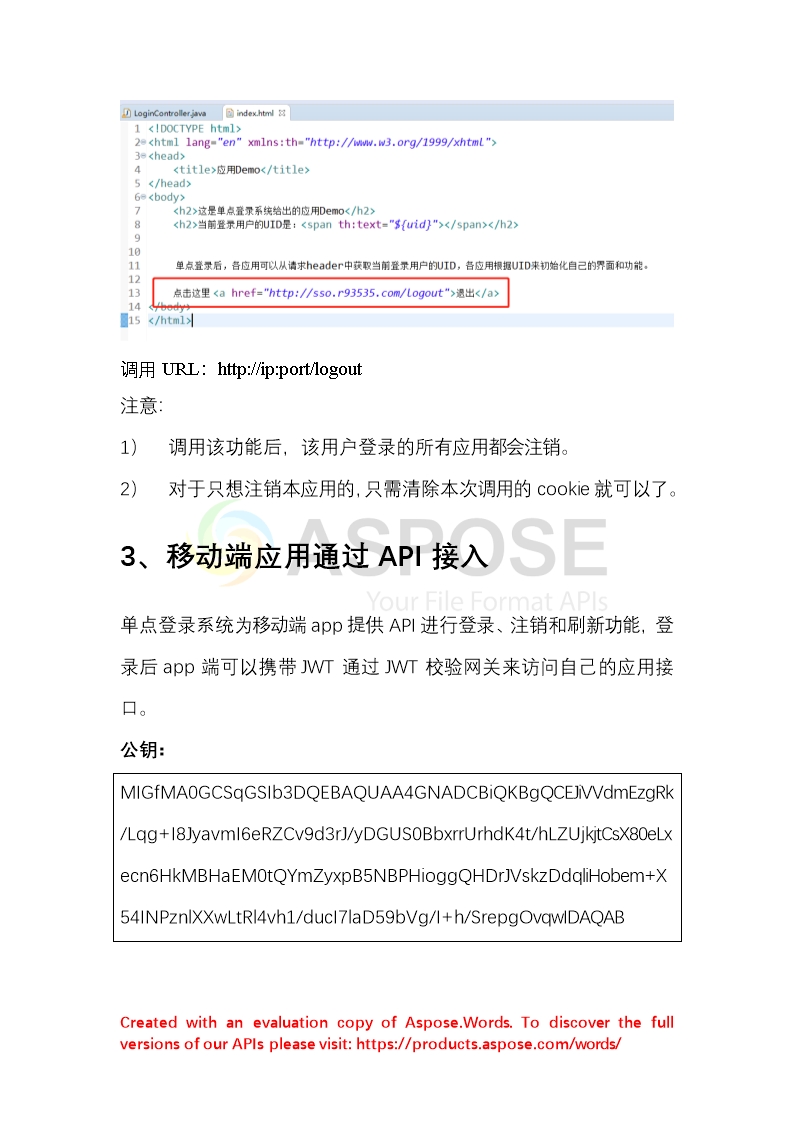 LoginController.java index.html
1 <!DOCTYPE html>
2 <html lang="en" xmlns:th="http://www.w3.org/1999/xhtml">
3 <head>
4 <title>应用Demo</title>
5 </head>
6 <body>
7 <h2>这是单点登录系统给出的应用Demo</h2>
8 <h2>当前登录用户的UID是：<span th:text="${uid}"></span></h2>
9
10
11 单点登录后，各应用可以从请求header中获取当前登录用户的UID，各应用根据UID来初始化自己的界面和功能。
12
13 点击这里 <a href="http://sso.r93535.com/logout">退出</a>
14 </body>
15 </html>
调用 URL：http://ip:port/logout
注意：
1） 调用该功能后，该用户登录的所有应用都会注销。
2） 对于只想注销本应用的，只需清除本次调用的 cookie 就可以了。
ASPOSE
3、移动端应用通过 API 接入
Your File Format APIs
单点登录系统为移动端 app 提供 API 进行登录、注销和刷新功能，登
录后 app 端可以携带 JWT 通过 JWT 校验网关来访问自己的应用接
口。
公钥：
MIGfMA0GCSqGSIb3DQEBAQUAA4GNADCBiQKBgQCEJiVVdmEzgRk
/Lqg+I8JyavmI6eRZCv9d3rJ/yDGUS0BbxrrUrhdK4t/hLZUjkjtCsX80eLx
ecn6HkMBHaEM0tQYmZyxpB5NBPHioggQHDrJVskzDdqliHobem+X
54INPznlXXwLtRl4vh1/ducI7laD59bVg/I+h/SrepgOvqwIDAQAB
Created with an evaluation copy of Aspose.Words. To discover the full
versions of our APIs please visit: https://products.aspose.com/words/